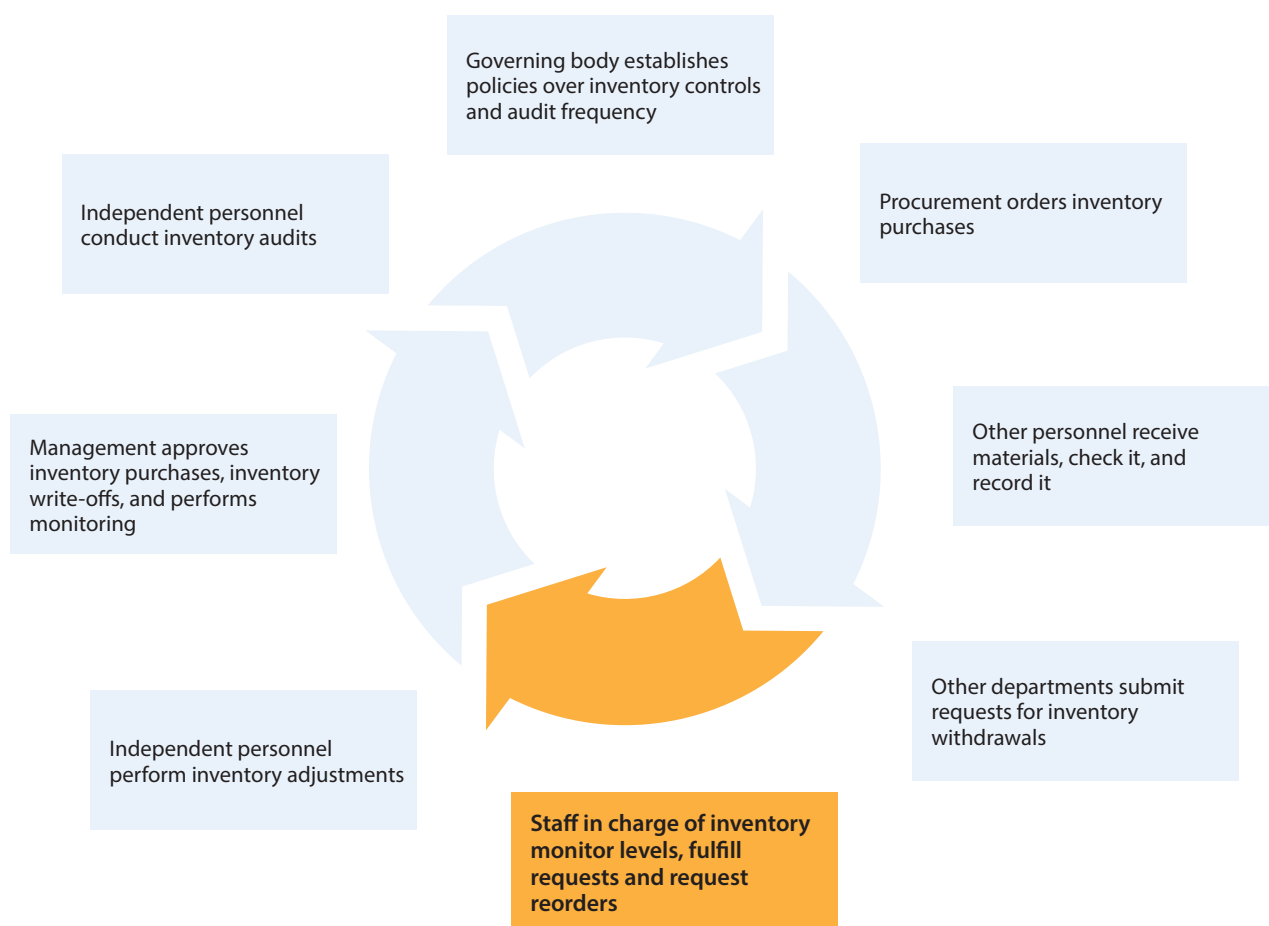 Governing body establishes
policies over inventory controls
and audit frequency
Procurement orders inventory
purchases
Other personnel receive
materials, check it, and
record it
Other departments submit
requests for inventory
withdrawals
Staff in charge of inventory
monitor levels, fulfill
requests and request
reorders
Independent personnel
perform inventory adjustments
Management approves
inventory purchases, inventory
write-offs, and performs
monitoring
Independent personnel
conduct inventory audits